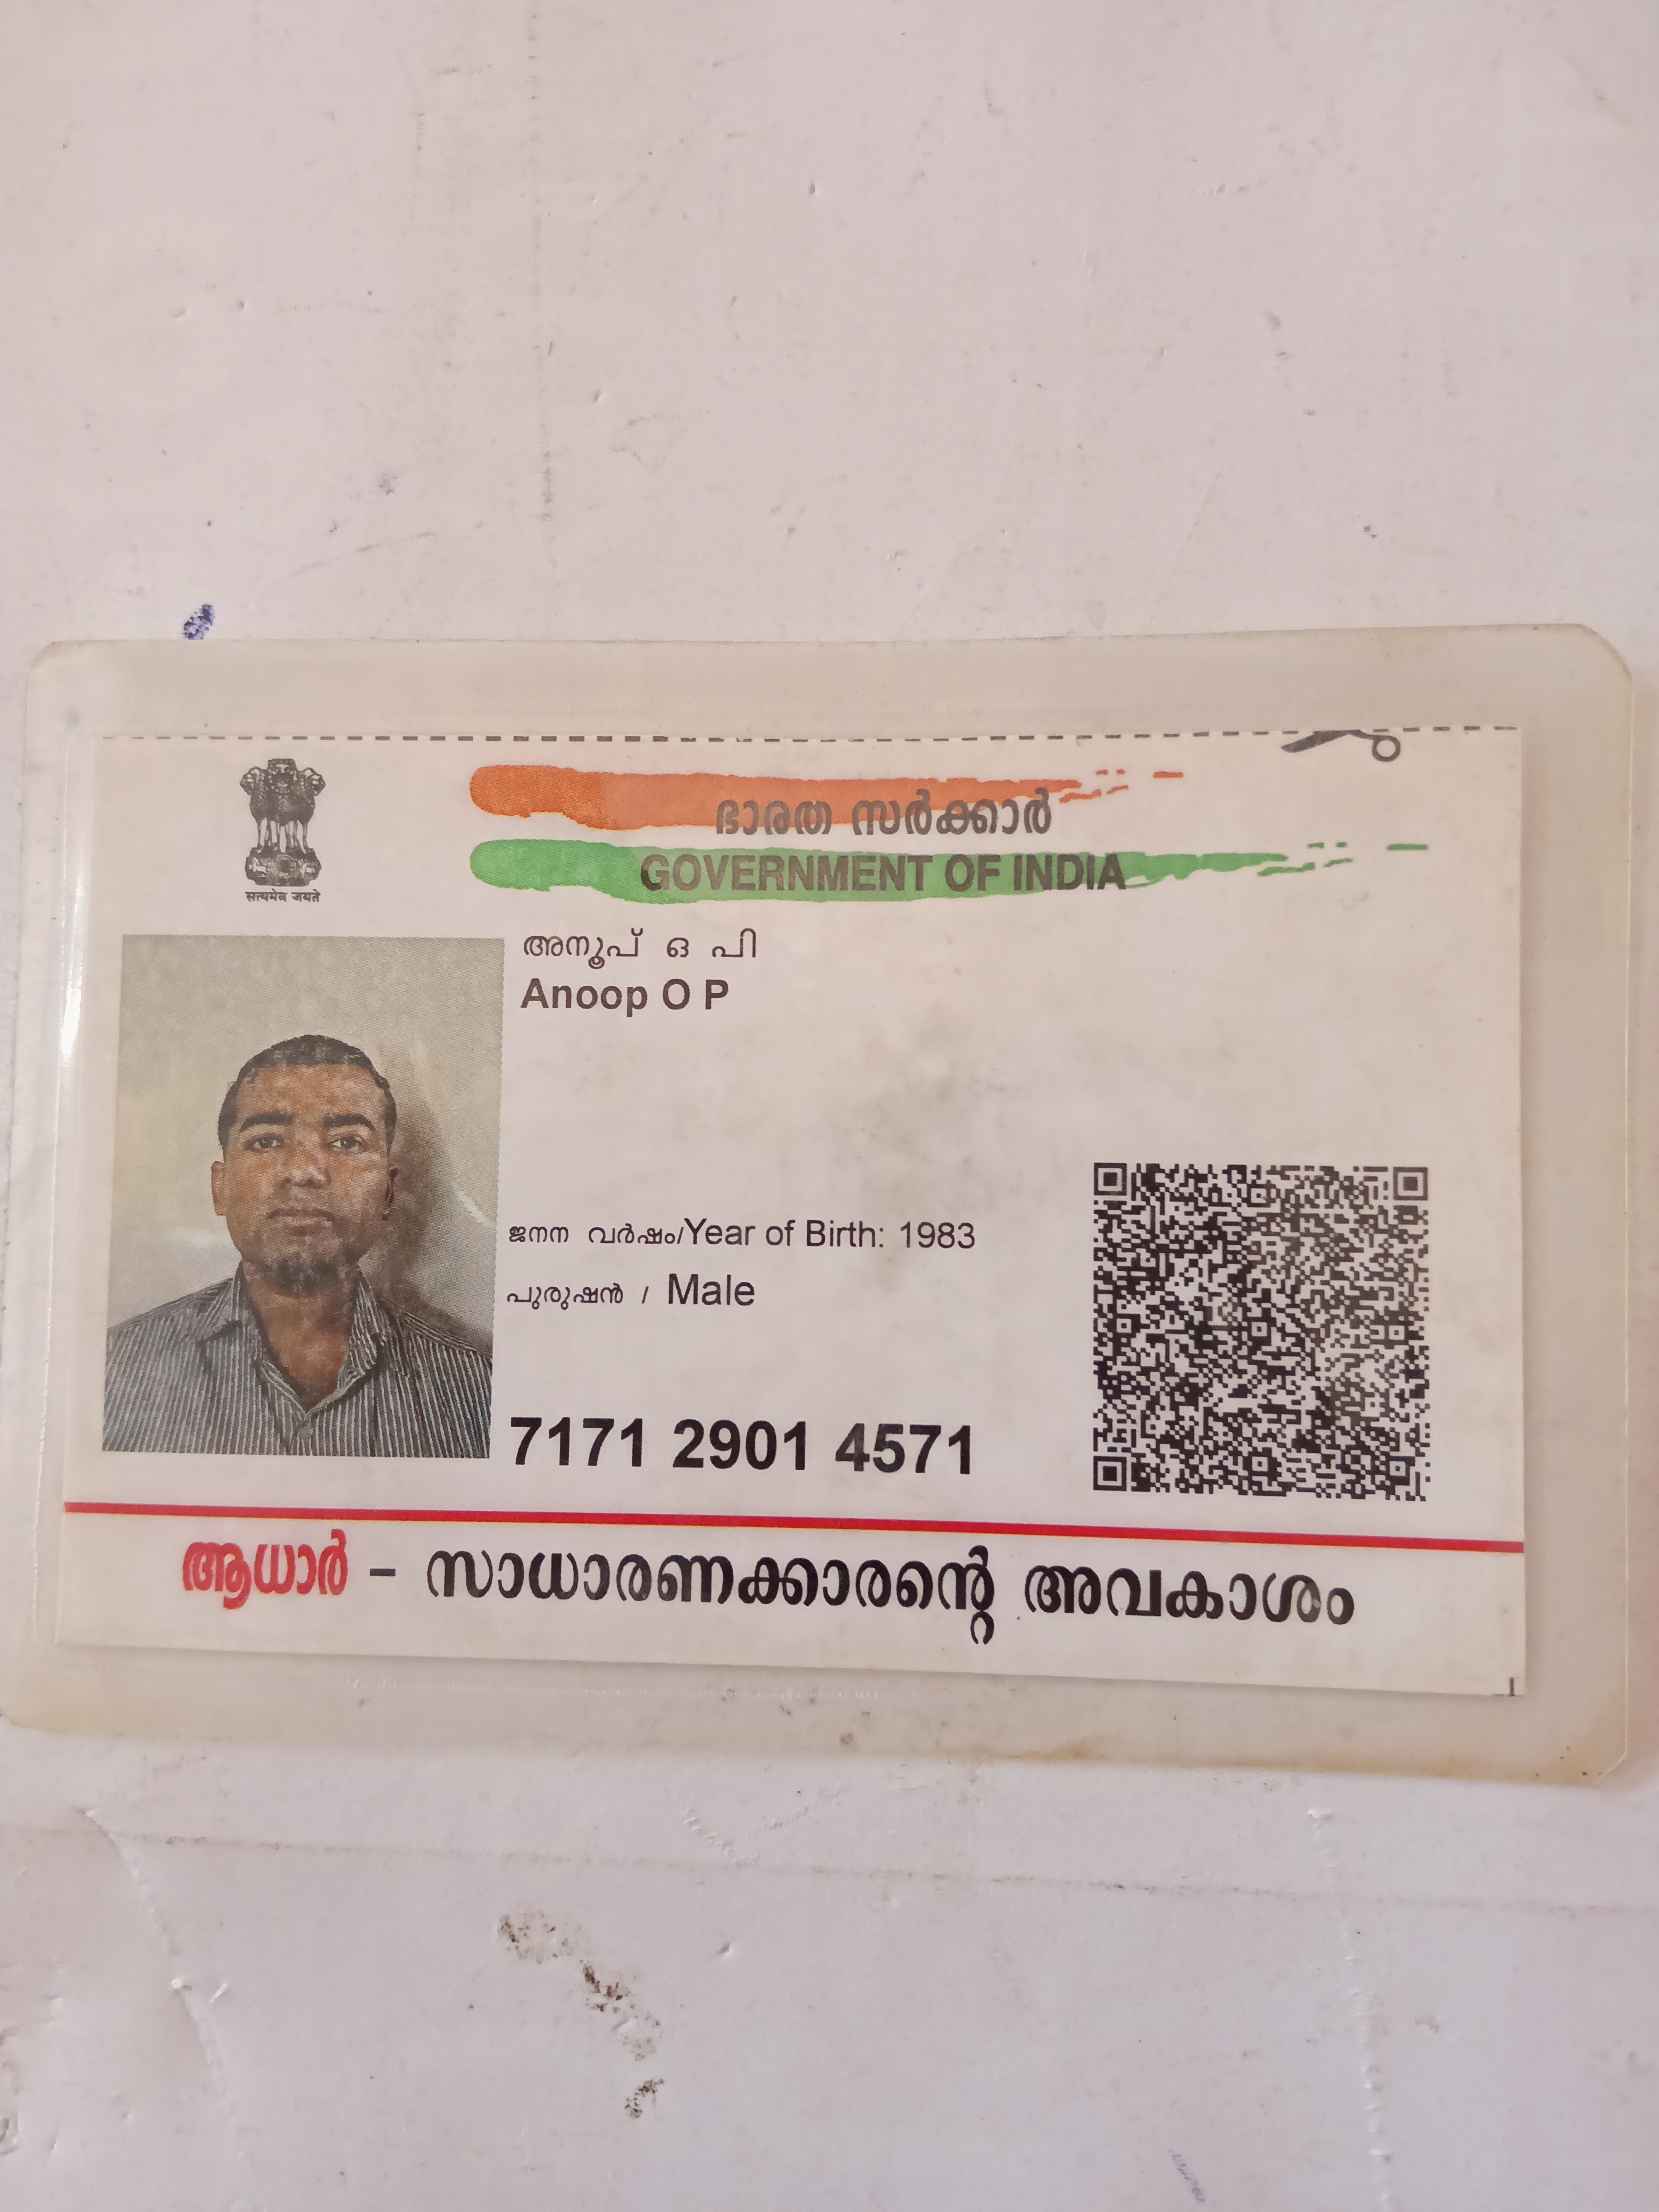 ഭാരത സർക്കാർ
GOVERNMENT OF INDIA
सत्यमेव जयते
അനൂപ് ഒ പി
Anoop O P
ജനന വർഷം/Year of Birth: 1983
പുരുഷൻ / Male
7171 2901 4571
ആധാർ - സാധാരണക്കാരന്റെ അവകാശം